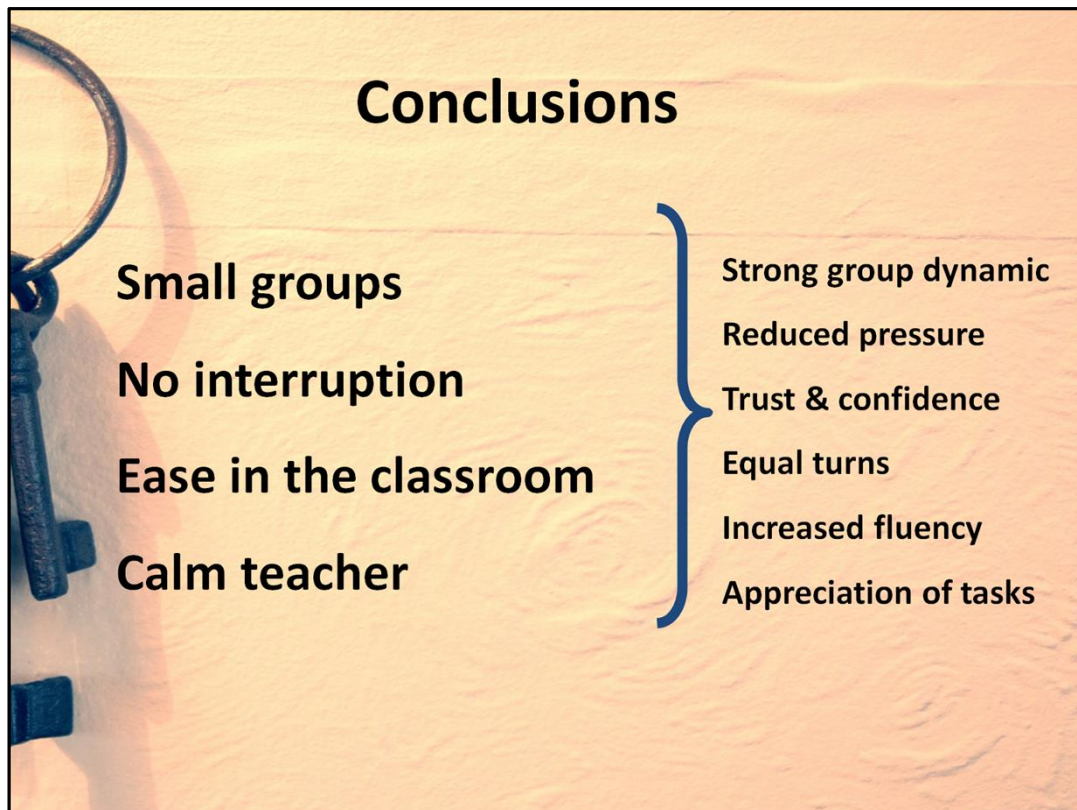 Conclusions
Small groups
No interruption
Ease in the classroom
Calm teacher
Strong group dynamic
Reduced pressure
Trust & confidence
Equal turns
Increased fluency
Appreciation of tasks